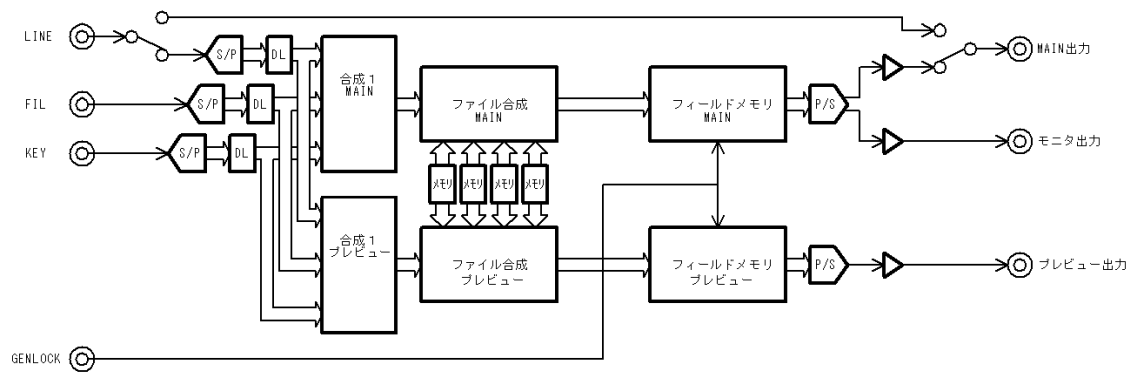 LINE
S/P
DL
合成１
MAIN
MAIN出力
FIL
S/P
DL
ファイル合成
MAIN
フィールドメモリ
MAIN
P/S
KEY
S/P
DL
モニタ出力
メモリ
メモリ
メモリ
メモリ
合成１
プレビュー
ファイル合成
プレビュー
フィールドメモリ
プレビュー
P/S
プレビュー出力
GENLOCK